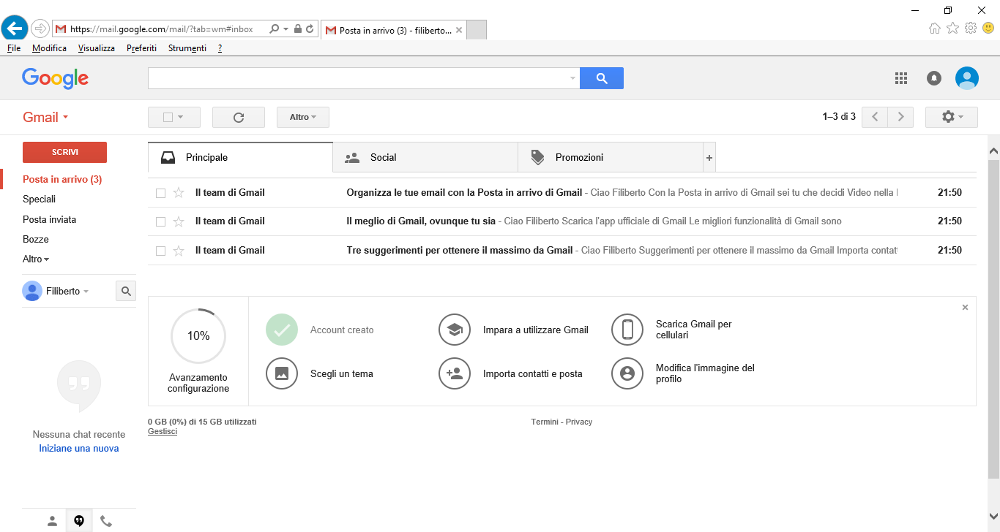 https://mail.google.com/mail/?tab=wm#inbox
Posta in arrivo (3) - filiberto...
File Modifica Visualizza Preferiti Strumenti ?
Google
Gmail
Altro
1–3 di 3
SCRIVI
Posta in arrivo (3)
Speciali
Posta inviata
Bozze
Altro
Filiberto
Nessuna chat recente
Iniziane una nuova
Principale
Social
Promozioni
+
Il team di Gmail Organizza le tue email con la Posta in arrivo di Gmail - Ciao Filiberto Con la Posta in arrivo di Gmail sei tu che decidi Video nella 21:50
Il team di Gmail Il meglio di Gmail, ovunque tu sia - Ciao Filiberto Scarica l'app ufficiale di Gmail Le migliori funzionalità di Gmail sono 21:50
Il team di Gmail Tre suggerimenti per ottenere il massimo da Gmail - Ciao Filiberto Suggerimenti per ottenere il massimo da Gmail Importa contat 21:50
10%
Avanzamento
configurazione
Account creato
Impara a utilizzare Gmail
Scarica Gmail per
cellulari
Scegli un tema
Importa contatti e posta
Modifica l'immagine del
profilo
0 GB (0%) di 15 GB utilizzati
Gestisci
Termini - Privacy